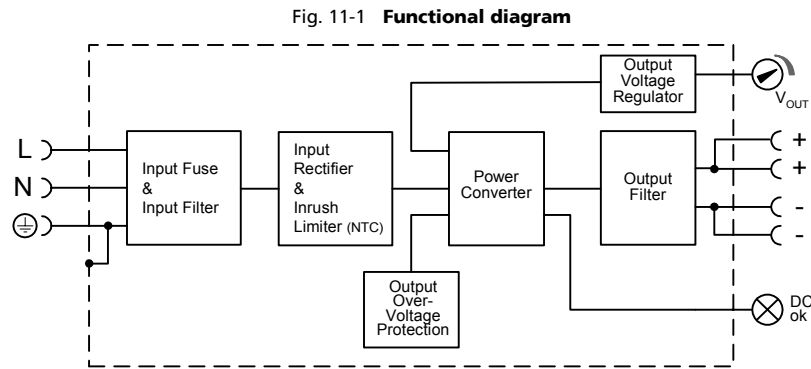 Fig. 11-1 Functional diagram
Output
Voltage
Regulator
V OUT
L
N
Input Fuse
&
Input Filter
Input
Rectifier
&
Inrush
Limiter (NTC)
Power
Converter
Output
Filter
+
+
-
-
Output
Over-
Voltage
Protection
DC
ok